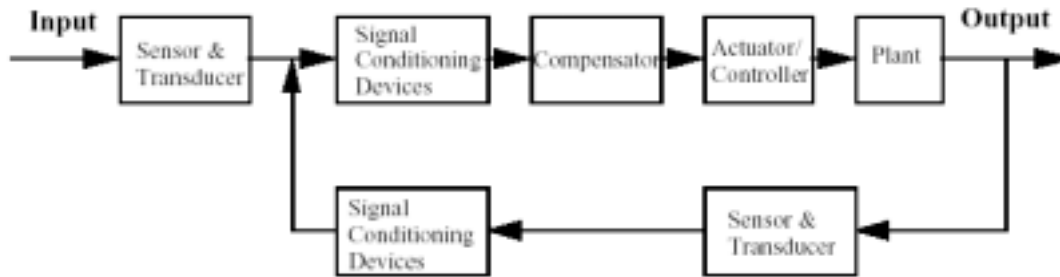 Input
Output
Sensor &
Transducer
Signal
Conditioning
Devices
Compensator
Actuator/
Controller
Plant
Signal
Conditioning
Devices
Sensor &
Transducer